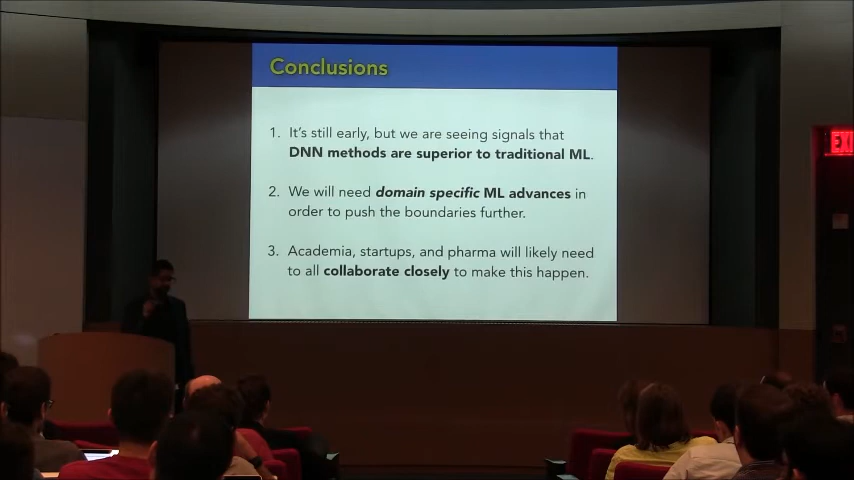 Conclusions
1. It's still early, but we are seeing signals that
DNN methods are superior to traditional ML.
2. We will need domain specific ML advances in
order to push the boundaries further.
3. Academia, startups, and pharma will likely need
to all collaborate closely to make this happen.
EXI